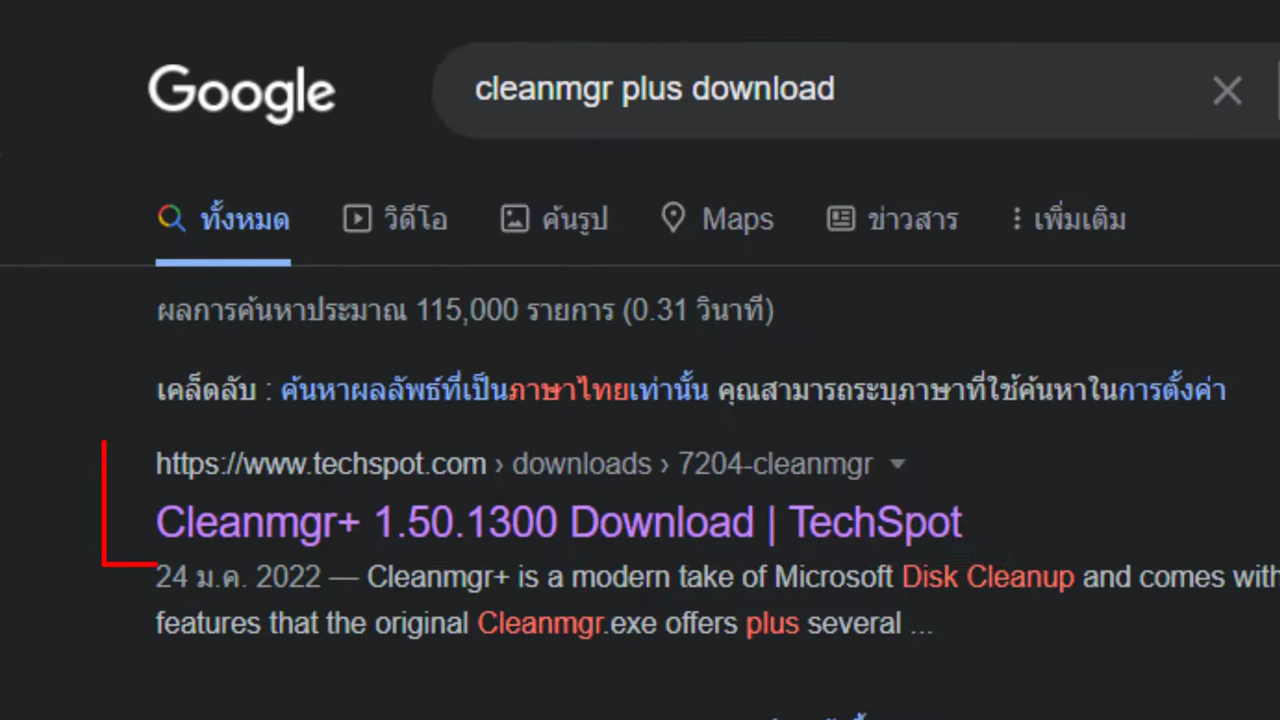 Google
cleanmgr plus download
ทั้งหมด วิดีโอ ค้นรูป Maps ข่าวสาร เพิ่มเติม
ผลการค้นหาประมาณ 115,000 รายการ (0.31 วินาที)
เคล็ดลับ : ค้นหาผลลัพธ์ที่เป็นภาษาไทยเท่านั้น คุณสามารถระบุภาษาที่ใช้ค้นหาในการตั้งค่า
https://www.techspot.com › downloads › 7204-cleanmgr
Cleanmgr+ 1.50.1300 Download | TechSpot
24 ม.ค. 2022 — Cleanmgr+ is a modern take of Microsoft Disk Cleanup and comes with
features that the original Cleanmgr.exe offers plus several ...